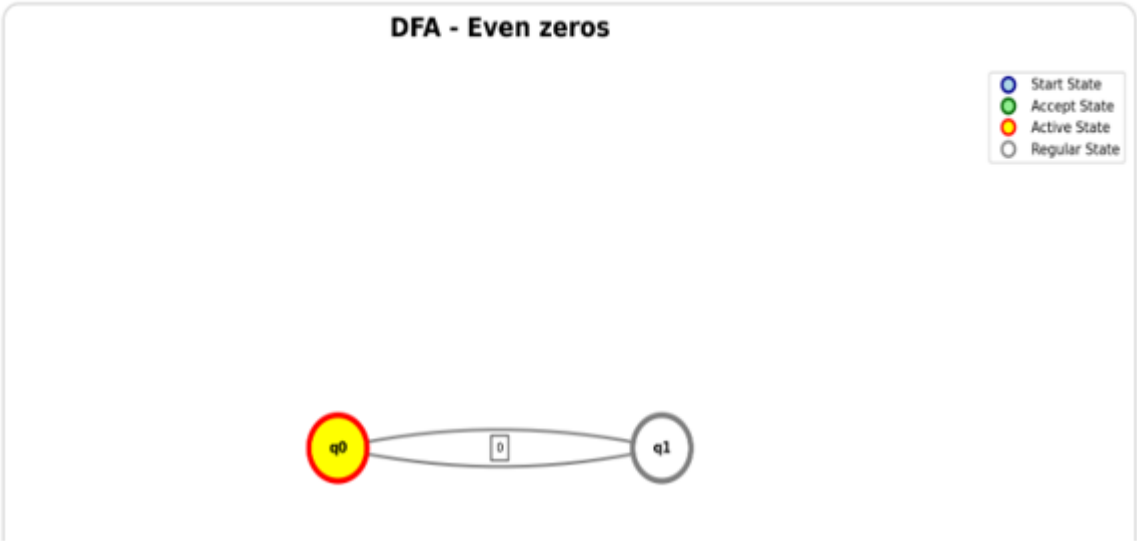 DFA - Even zeros
Start State
Accept State
Active State
Regular State
q0
0
q1